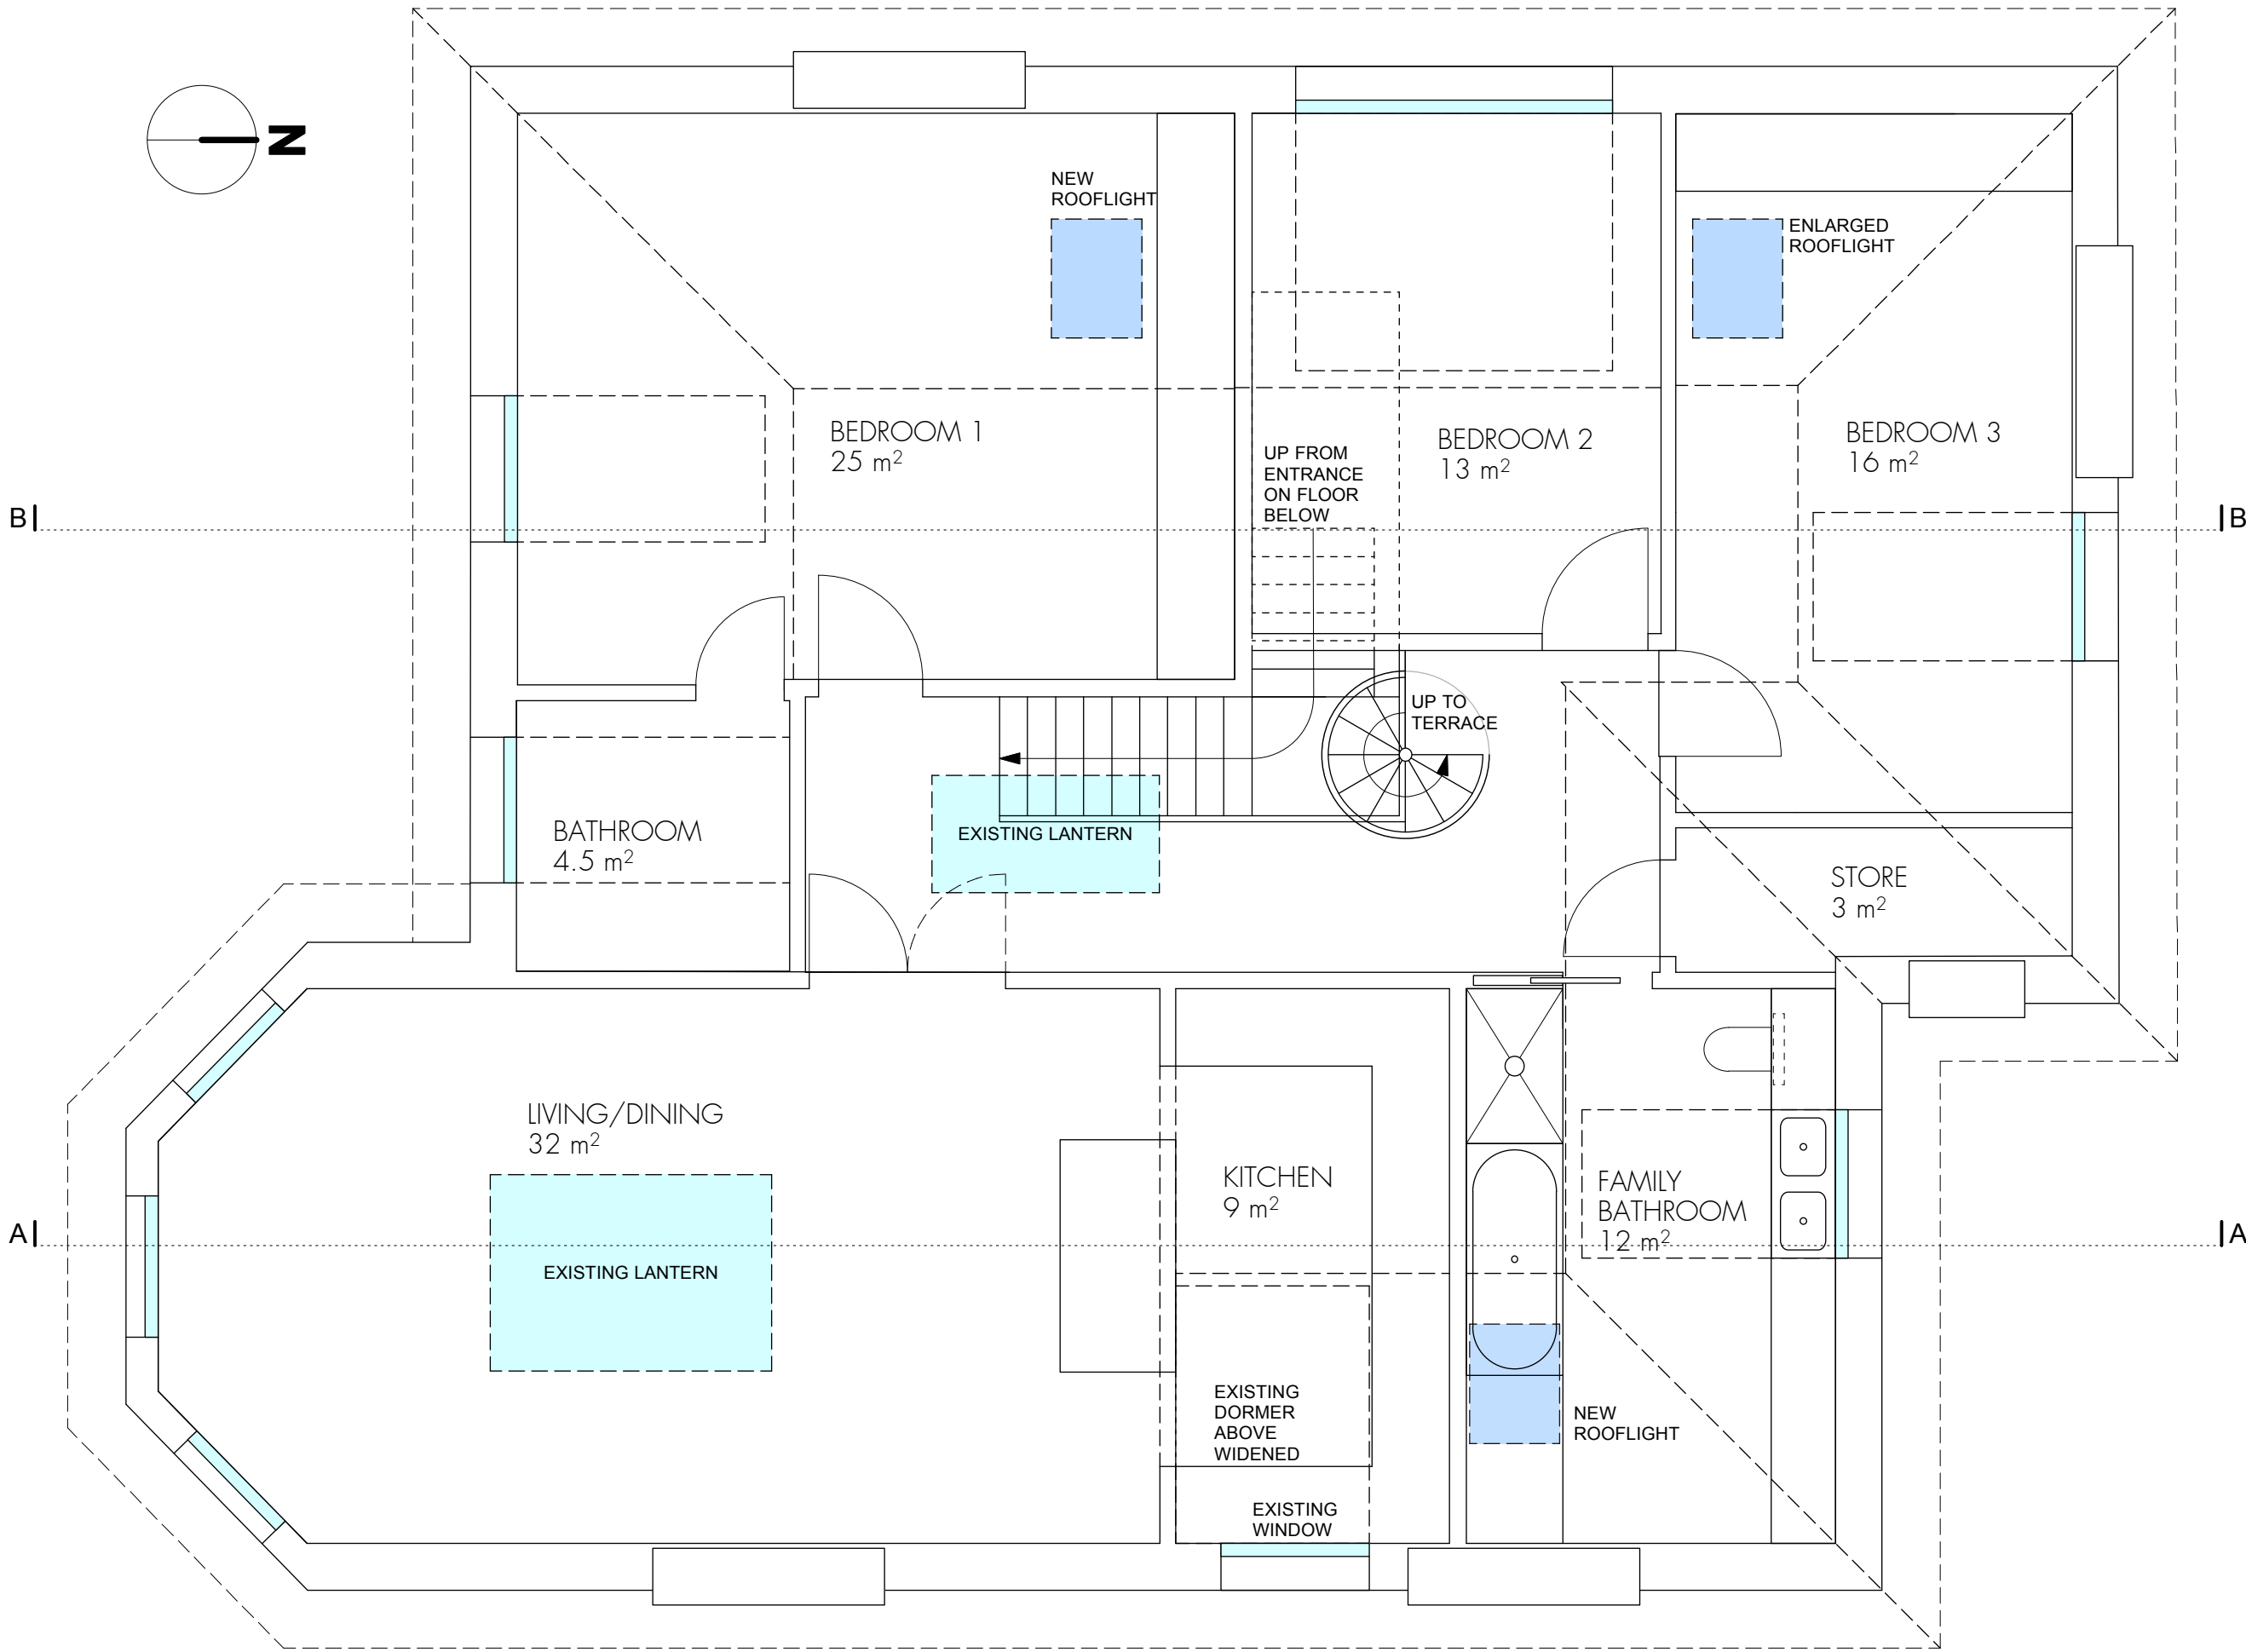 N
NEW
ROOFLIGHT
ENLARGED
ROOFLIGHT
BEDROOM 1
25 m²
UP FROM
ENTRANCE
ON FLOOR
BELOW
BEDROOM 2
13 m²
BEDROOM 3
16 m²
B
B
UP TO
TERRACE
BATHROOM
4.5 m²
EXISTING LANTERN
STORE
3 m²
LIVING/DINING
32 m²
KITCHEN
9 m²
FAMILY
BATHROOM
12 m²
A
A
EXISTING LANTERN
EXISTING
DORMER
ABOVE
WIDENED
NEW
ROOFLIGHT
EXISTING
WINDOW